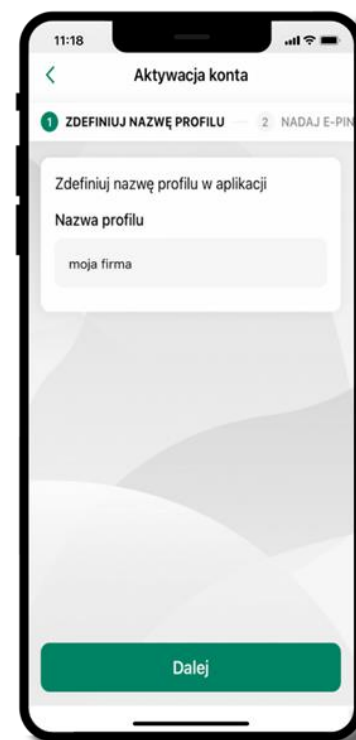 11:18
Aktywacja konta
1 ZDEFINIUJ NAZWĘ PROFILU 2 NADAJ E-PIN
Zdefiniuj nazwę profilu w aplikacji
Nazwa profilu
moja firma
Dalej